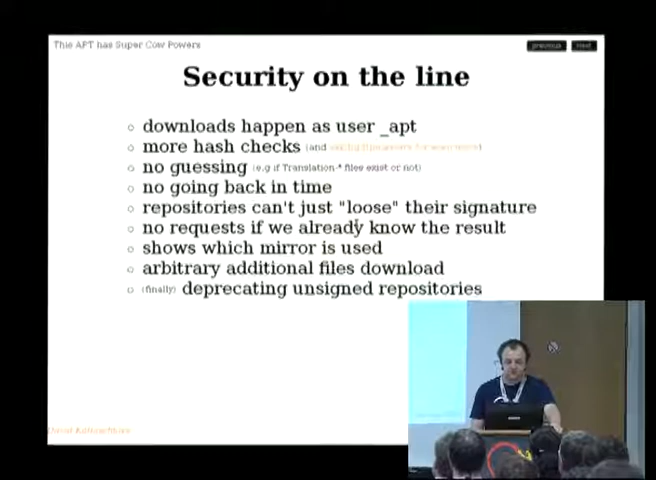 This APT has Super Cow Powers
previous next
Security on the line
downloads happen as user _apt
more hash checks (and
no guessing (e.g if Translation-* files exist or not)
no going back in time
repositories can't just "loose" their signature
no requests if we already know the result
shows which mirror is used
arbitrary additional files download
(finally) deprecating unsigned repositories
David Kalnischkies